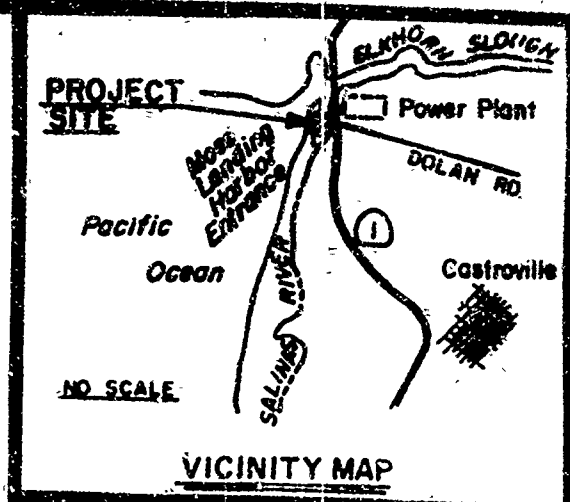 ELKHORN SLOUGH
PROJECT
SITE
Power Plant
Moss
Landing
Harbor
Entrance
DOLAN RD.
Pacific
Ocean
1
Castroville
SALINAS RIVER
NO SCALE
VICINITY MAP